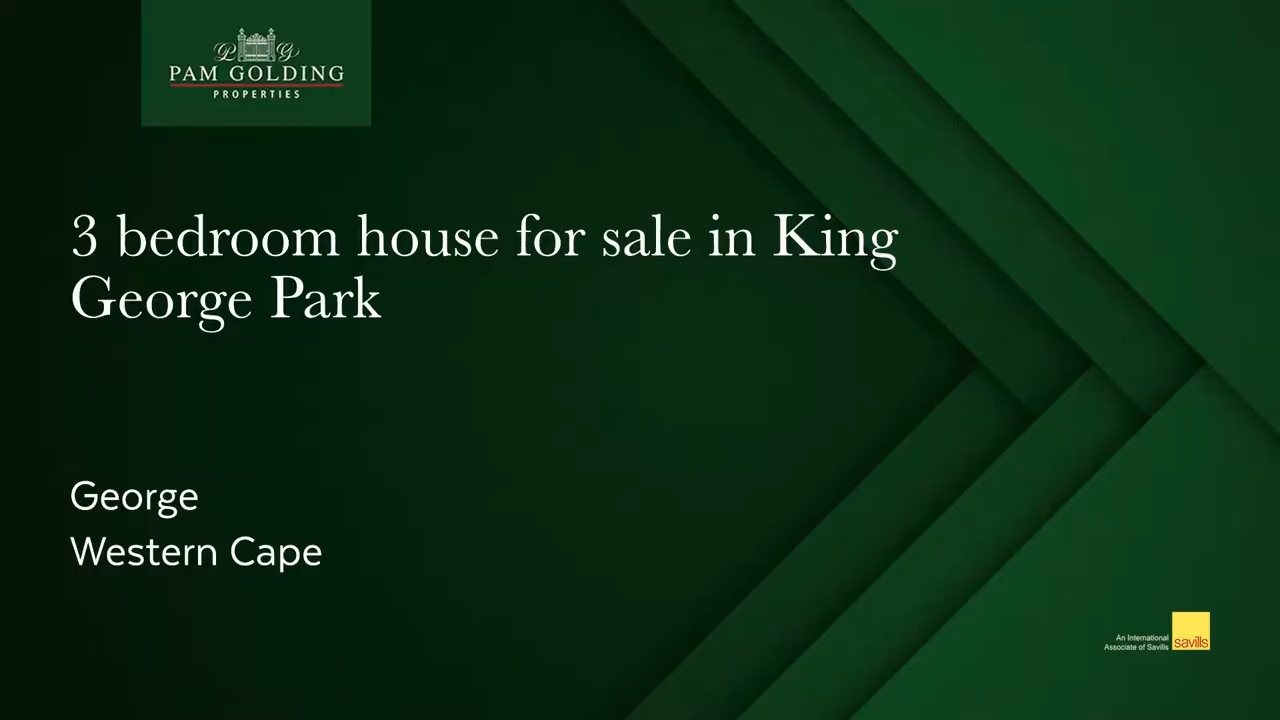 PAM GOLDING
PROPERTIES
3 bedroom house for sale in King
George Park
George
Western Cape
An International
Associate of Savills
savills